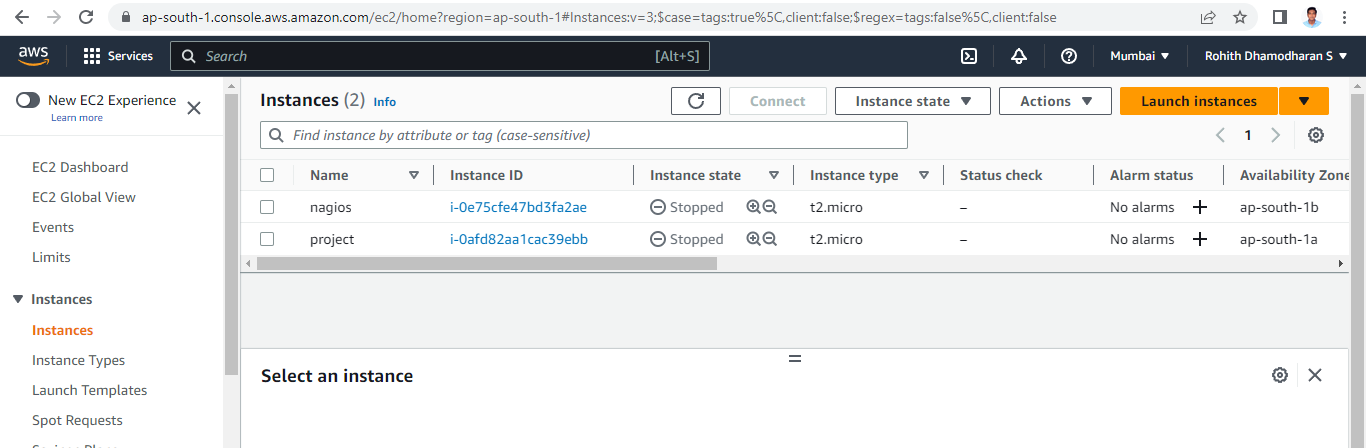 ap-south-1.console.aws.amazon.com/ec2/home?region=ap-south-1#Instances:v=3;$case=tags:true%5C,client:false;$regex=tags:false%5C,client:false
aws Services Search [Alt+S] Mumbai Rohith Dhamodharan S
New EC2 Experience
Learn more
EC2 Dashboard
EC2 Global View
Events
Limits
Instances
Instances
Instance Types
Launch Templates
Spot Requests
Instances (2) Info Connect Instance state Actions Launch instances
Find instance by attribute or tag (case-sensitive) 1
Name Instance ID Instance state Instance type Status check Alarm status Availability Zone
nagios i-0e75cfe47bd3fa2ae Stopped t2.micro – No alarms + ap-south-1b
project i-0afd82aa1cac39ebb Stopped t2.micro – No alarms + ap-south-1a
Select an instance